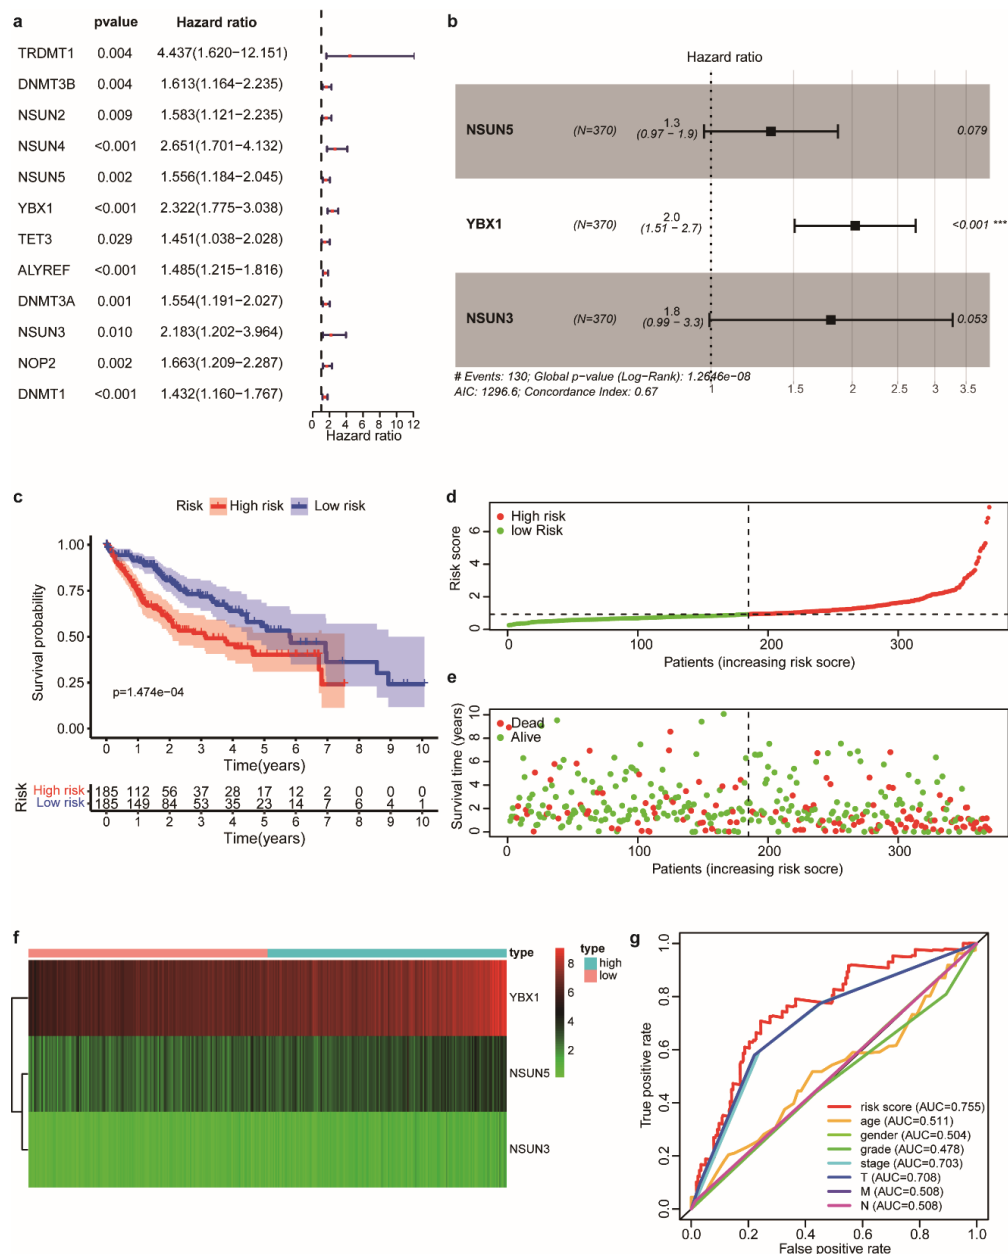 a
pvalue Hazard ratio
TRDMT1 0.004 4.437(1.620−12.151)
DNMT3B 0.004 1.613(1.164−2.235)
NSUN2 0.009 1.583(1.121−2.235)
NSUN4 <0.001 2.651(1.701−4.132)
NSUN5 0.002 1.556(1.184−2.045)
YBX1 <0.001 2.322(1.775−3.038)
TET3 0.029 1.451(1.038−2.028)
ALYREF <0.001 1.485(1.215−1.816)
DNMT3A 0.001 1.554(1.191−2.027)
NSUN3 0.010 2.183(1.202−3.964)
NOP2 0.002 1.663(1.209−2.287)
DNMT1 <0.001 1.432(1.160−1.767)
0 2 4 6 8 10 12
Hazard ratio
b
Hazard ratio
NSUN5 (N=370) 1.3 (0.97 − 1.9) 0.079
YBX1 (N=370) 2.0 (1.51 − 2.7) <0.001 ***
NSUN3 (N=370) 1.8 (0.99 − 3.3) 0.053
# Events: 130; Global p−value (Log−Rank): 1.2646e−08
AIC: 1296.6; Concordance Index: 0.67
1 1.5 2 2.5 3 3.5
c
Risk High risk Low risk
Survival probability
1.00
0.75
0.50
0.25
0.00
p=1.474e−04
0 1 2 3 4 5 6 7 8 9 10
Time(years)
Risk
High risk 185 112 56 37 28 17 12 2 0 0 0
Low risk 185 149 84 53 35 23 14 7 6 4 1
0 1 2 3 4 5 6 7 8 9 10
Time(years)
d
High risk
low Risk
Risk score
6
4
2
0
0 100 200 300
Patients (increasing risk socre)
e
Dead
Alive
Survival time (years)
10
8
6
4
2
0
0 100 200 300
Patients (increasing risk socre)
f
type
YBX1
NSUN5
NSUN3
8
6
4
2
type
high
low
g
True positive rate
1.0
0.8
0.6
0.4
0.2
0.0
risk score (AUC=0.755)
age (AUC=0.511)
gender (AUC=0.504)
grade (AUC=0.478)
stage (AUC=0.703)
T (AUC=0.708)
M (AUC=0.508)
N (AUC=0.508)
0.0 0.2 0.4 0.6 0.8 1.0
False positive rate